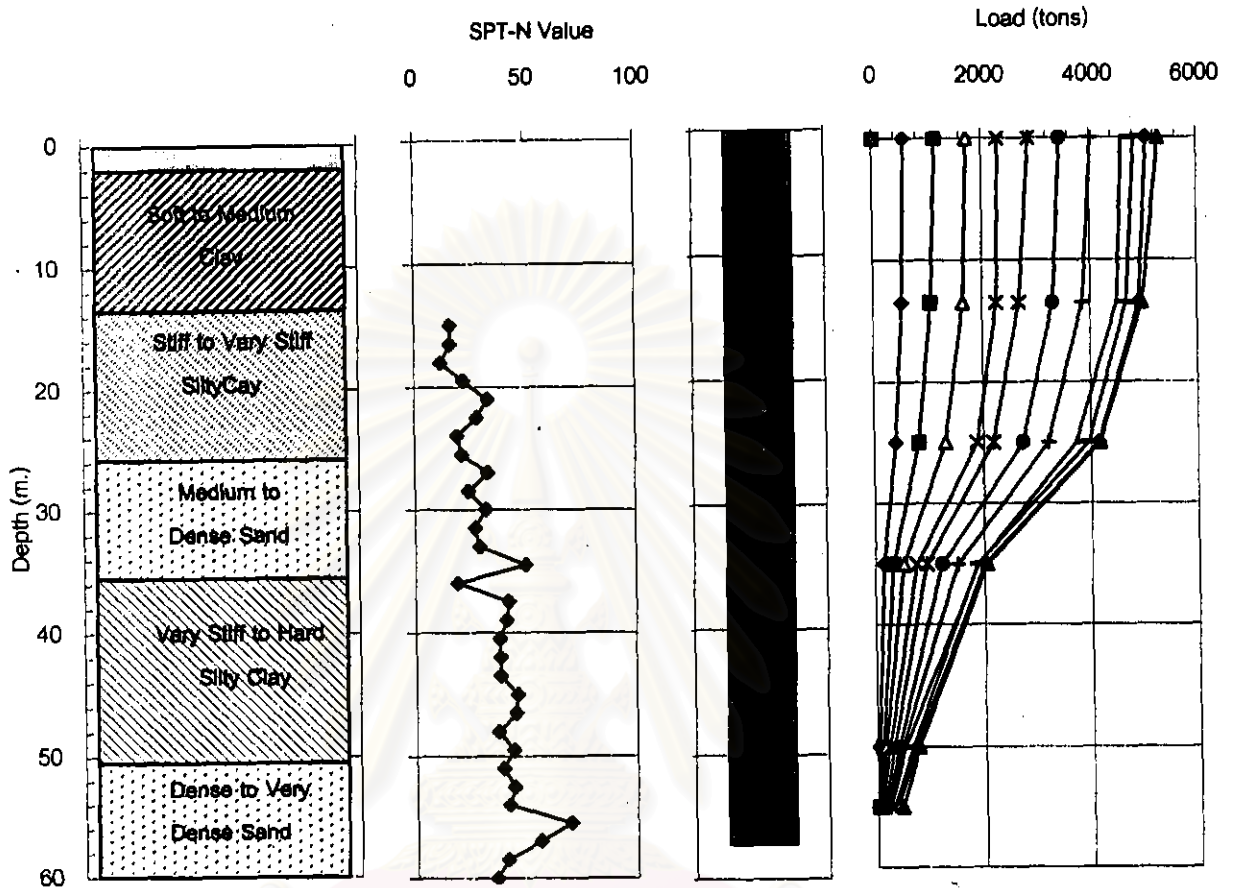 SPT-N Value
Load (tons)
0 50 100
0 2000 4000 6000
Depth (m.)
0
10
20
30
40
50
60
Soft to Medium
Clay
Stiff to Very Stiff
SiltyCay
Medium to
Dense Sand
Vary Stiff to Hard
Silty Clay
Dense to Very
Dense Sand